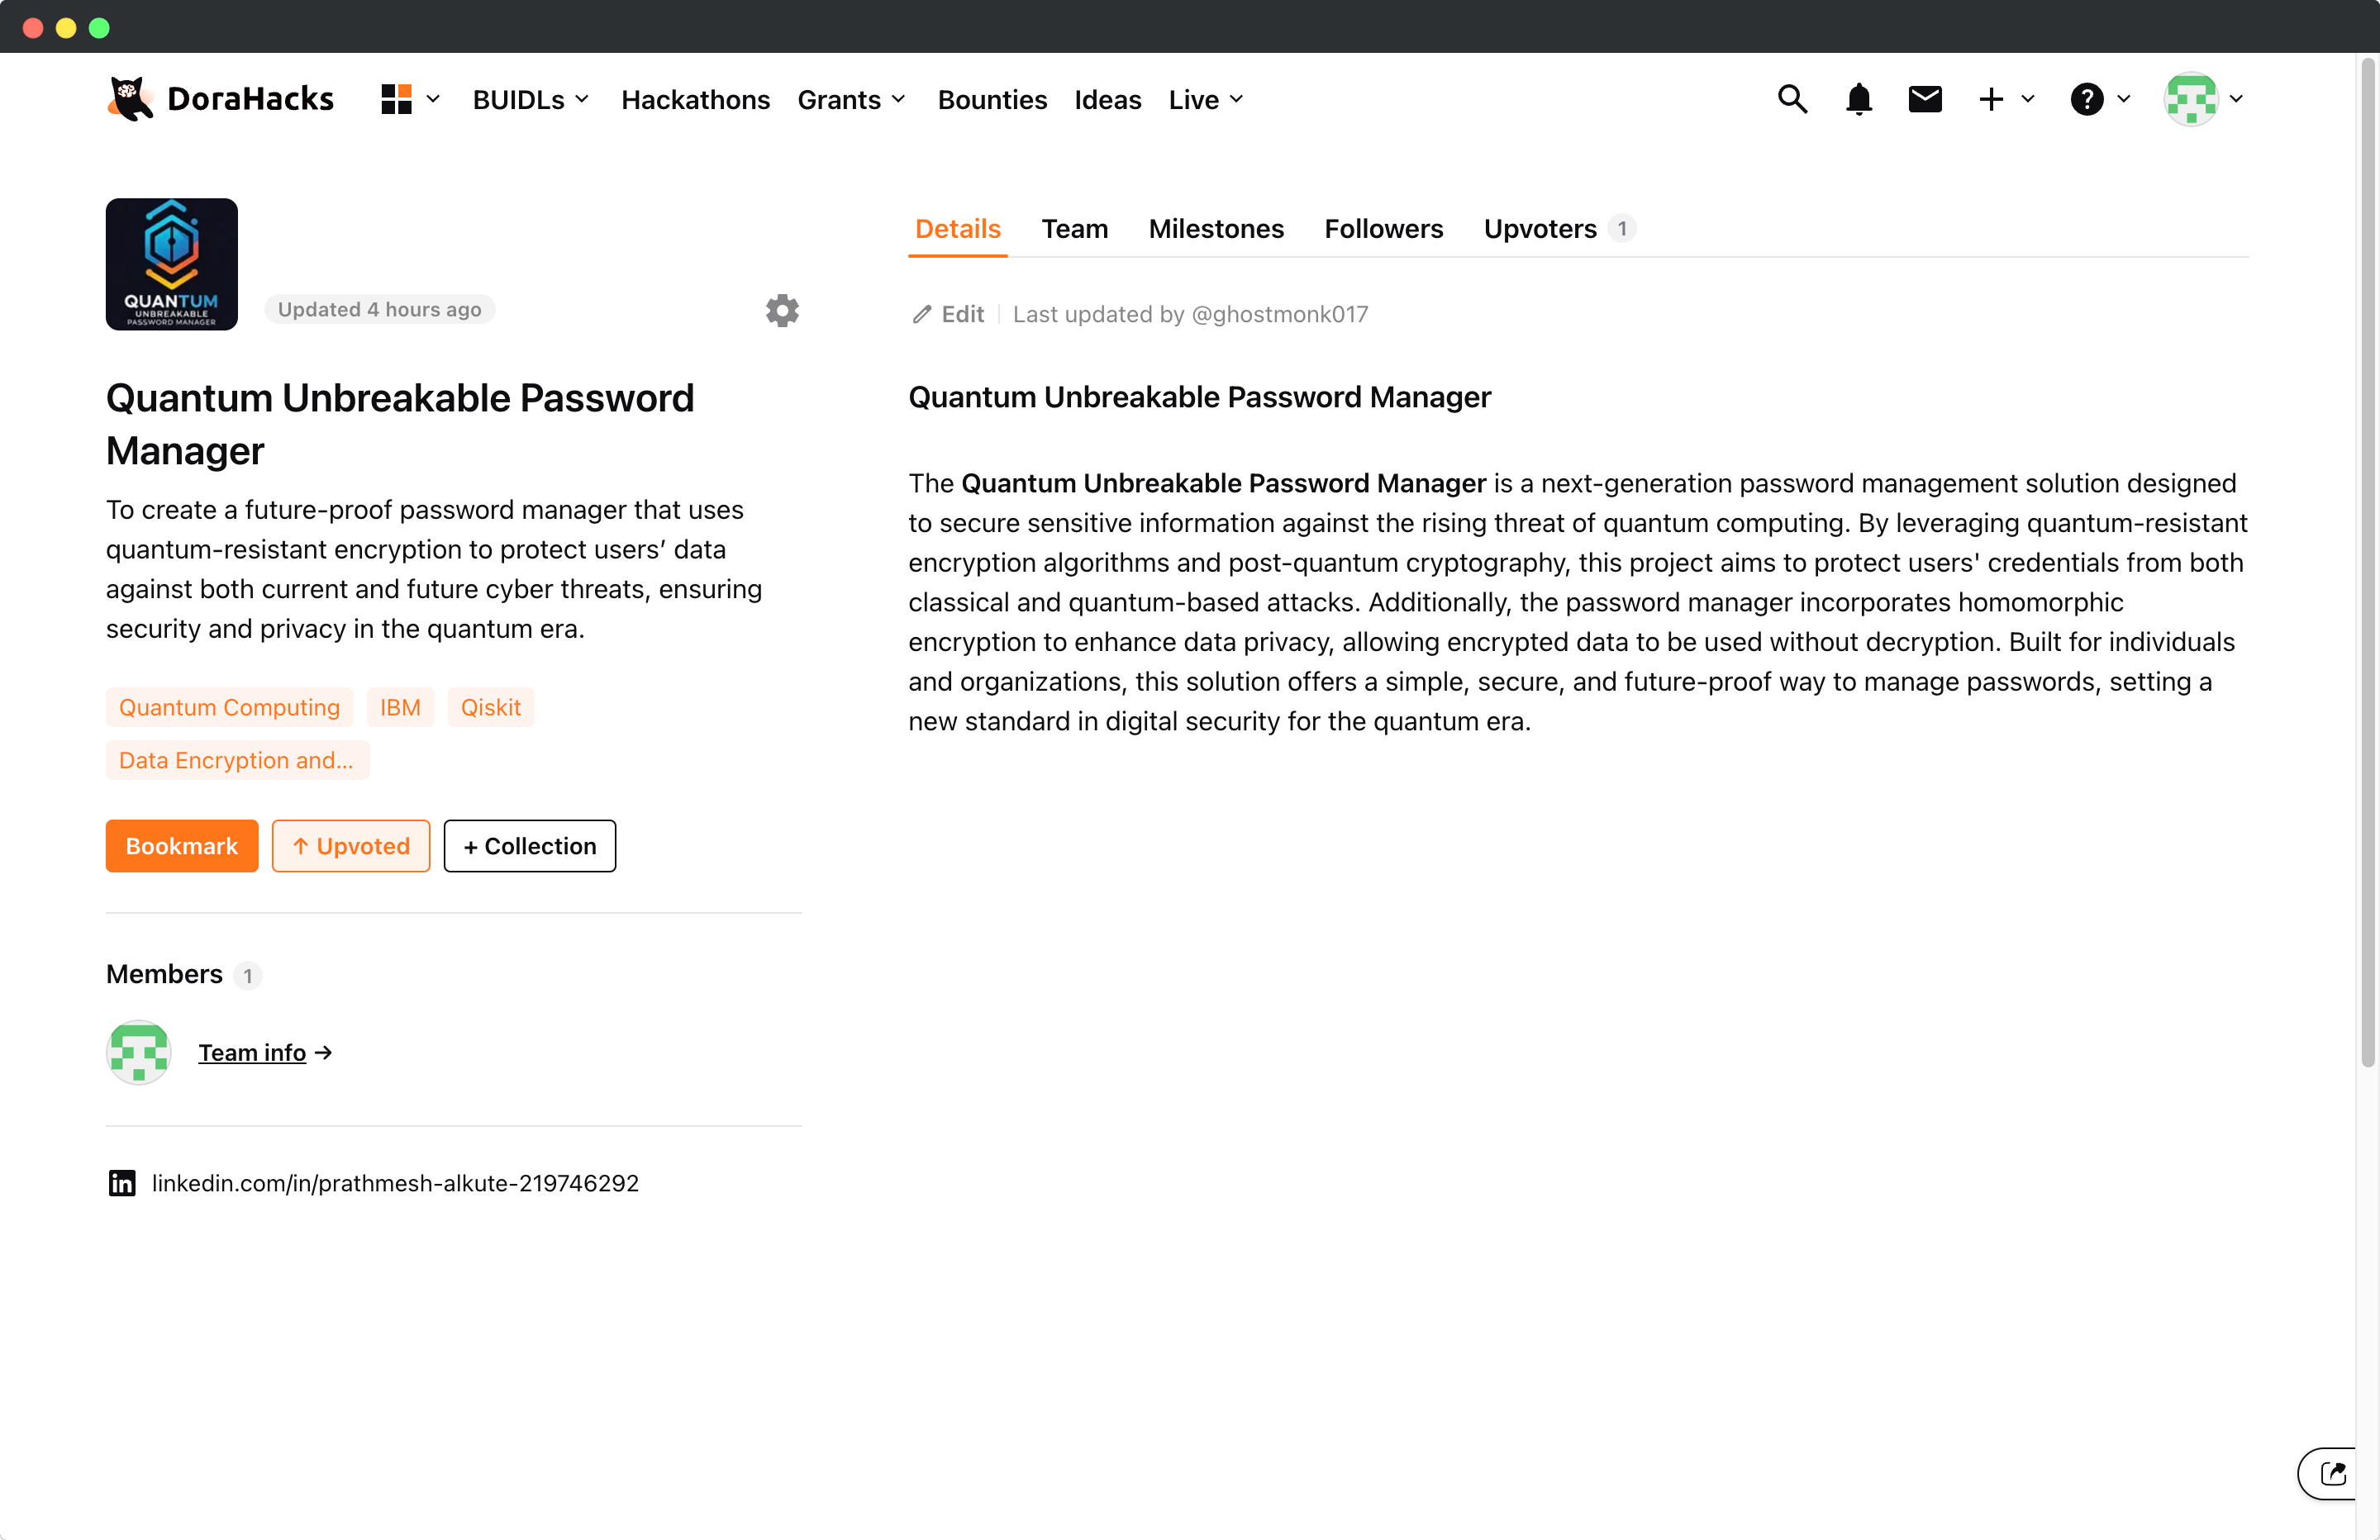 DoraHacks
BUIDLs
Hackathons
Grants
Bounties
Ideas
Live
QUANTUM
UNBREAKABLE
PASSWORD MANAGER
Updated 4 hours ago
Quantum Unbreakable Password
Manager
To create a future-proof password manager that uses
quantum-resistant encryption to protect users’ data
against both current and future cyber threats, ensuring
security and privacy in the quantum era.
Quantum Computing
IBM
Qiskit
Data Encryption and...
Bookmark
↑ Upvoted
+ Collection
Members 1
Team info →
linkedin.com/in/prathmesh-alkute-219746292
Details
Team
Milestones
Followers
Upvoters 1
Edit
Last updated by @ghostmonk017
Quantum Unbreakable Password Manager
The Quantum Unbreakable Password Manager is a next-generation password management solution designed
to secure sensitive information against the rising threat of quantum computing. By leveraging quantum-resistant
encryption algorithms and post-quantum cryptography, this project aims to protect users' credentials from both
classical and quantum-based attacks. Additionally, the password manager incorporates homomorphic
encryption to enhance data privacy, allowing encrypted data to be used without decryption. Built for individuals
and organizations, this solution offers a simple, secure, and future-proof way to manage passwords, setting a
new standard in digital security for the quantum era.